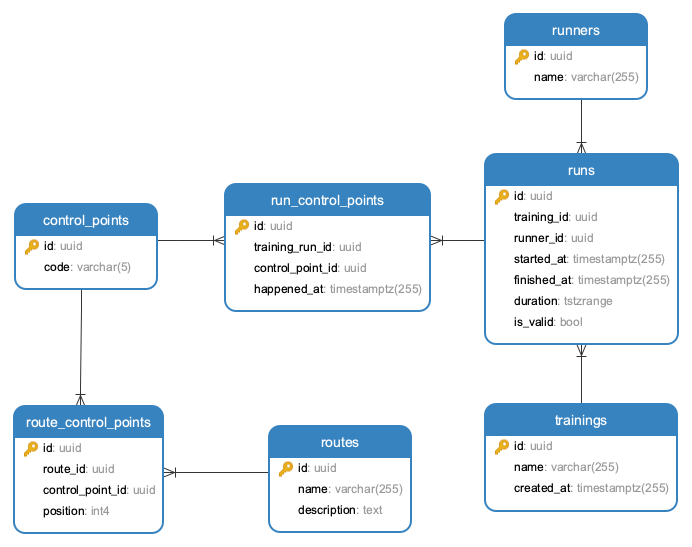 runners
id: uuid
name: varchar(255)
runs
id: uuid
training_id: uuid
runner_id: uuid
started_at: timestamptz(255)
finished_at: timestamptz(255)
duration: tstzrange
is_valid: bool
run_control_points
id: uuid
training_run_id: uuid
control_point_id: uuid
happened_at: timestamptz(255)
control_points
id: uuid
code: varchar(5)
route_control_points
id: uuid
route_id: uuid
control_point_id: uuid
position: int4
routes
id: uuid
name: varchar(255)
description: text
trainings
id: uuid
name: varchar(255)
created_at: timestamptz(255)